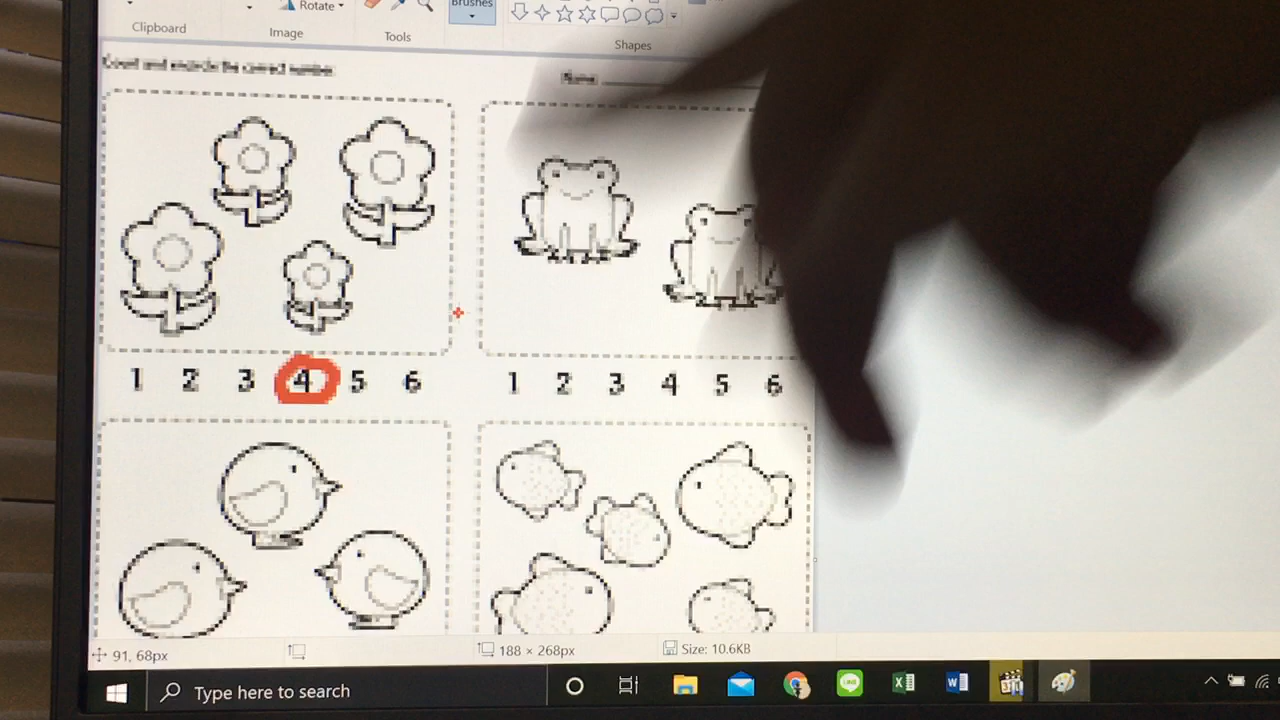 Rotate
Brushes
Clipboard
Image
Tools
Shapes
Count and encircle the correct number.
Name
1 2 3 4 5 6
1 2 3 4 5 6
91, 68px
188 × 268px
Size: 10.6KB
Type here to search